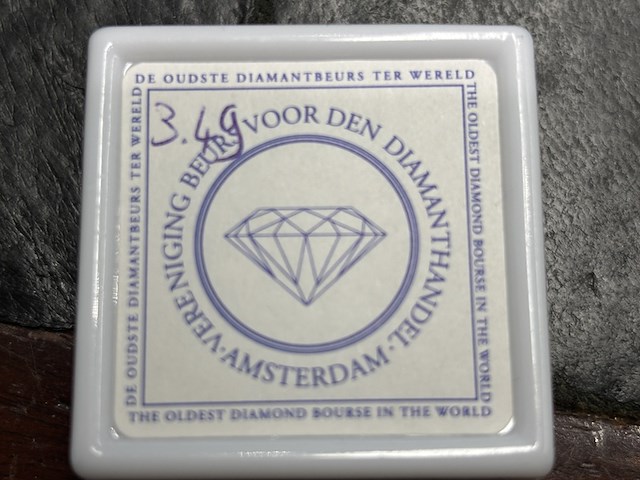 DE OUDSTE DIAMANTBEURS TER WERELD
THE OLDEST DIAMOND BOURSE IN THE WORLD
THE OLDEST DIAMOND BOURSE IN THE WORLD
DE OUDSTE DIAMANTBEURS TER WERELD
3.49
VERENIGING BEURS VOOR DEN DIAMANTHANDEL
·AMSTERDAM·